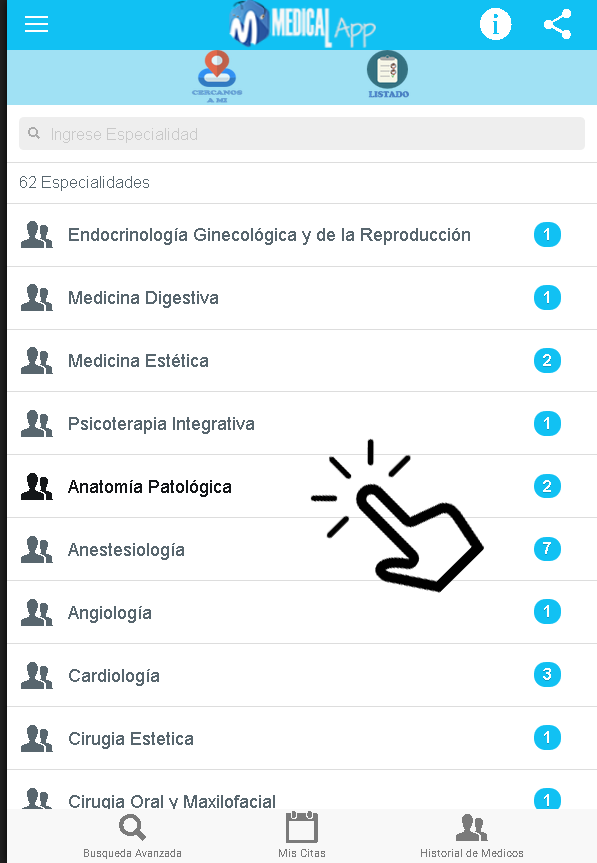 MEDICAL App
CERCANOS
A MI
LISTADO
Ingrese Especialidad
62 Especialidades
Endocrinología Ginecológica y de la Reproducción 1
Medicina Digestiva 1
Medicina Estética 2
Psicoterapia Integrativa 1
Anatomía Patológica 2
Anestesiología 7
Angiología 1
Cardiología 3
Cirugia Estetica 1
Cirugia Oral y Maxilofacial 1
Busqueda Avanzada
Mis Citas
Historial de Medicos